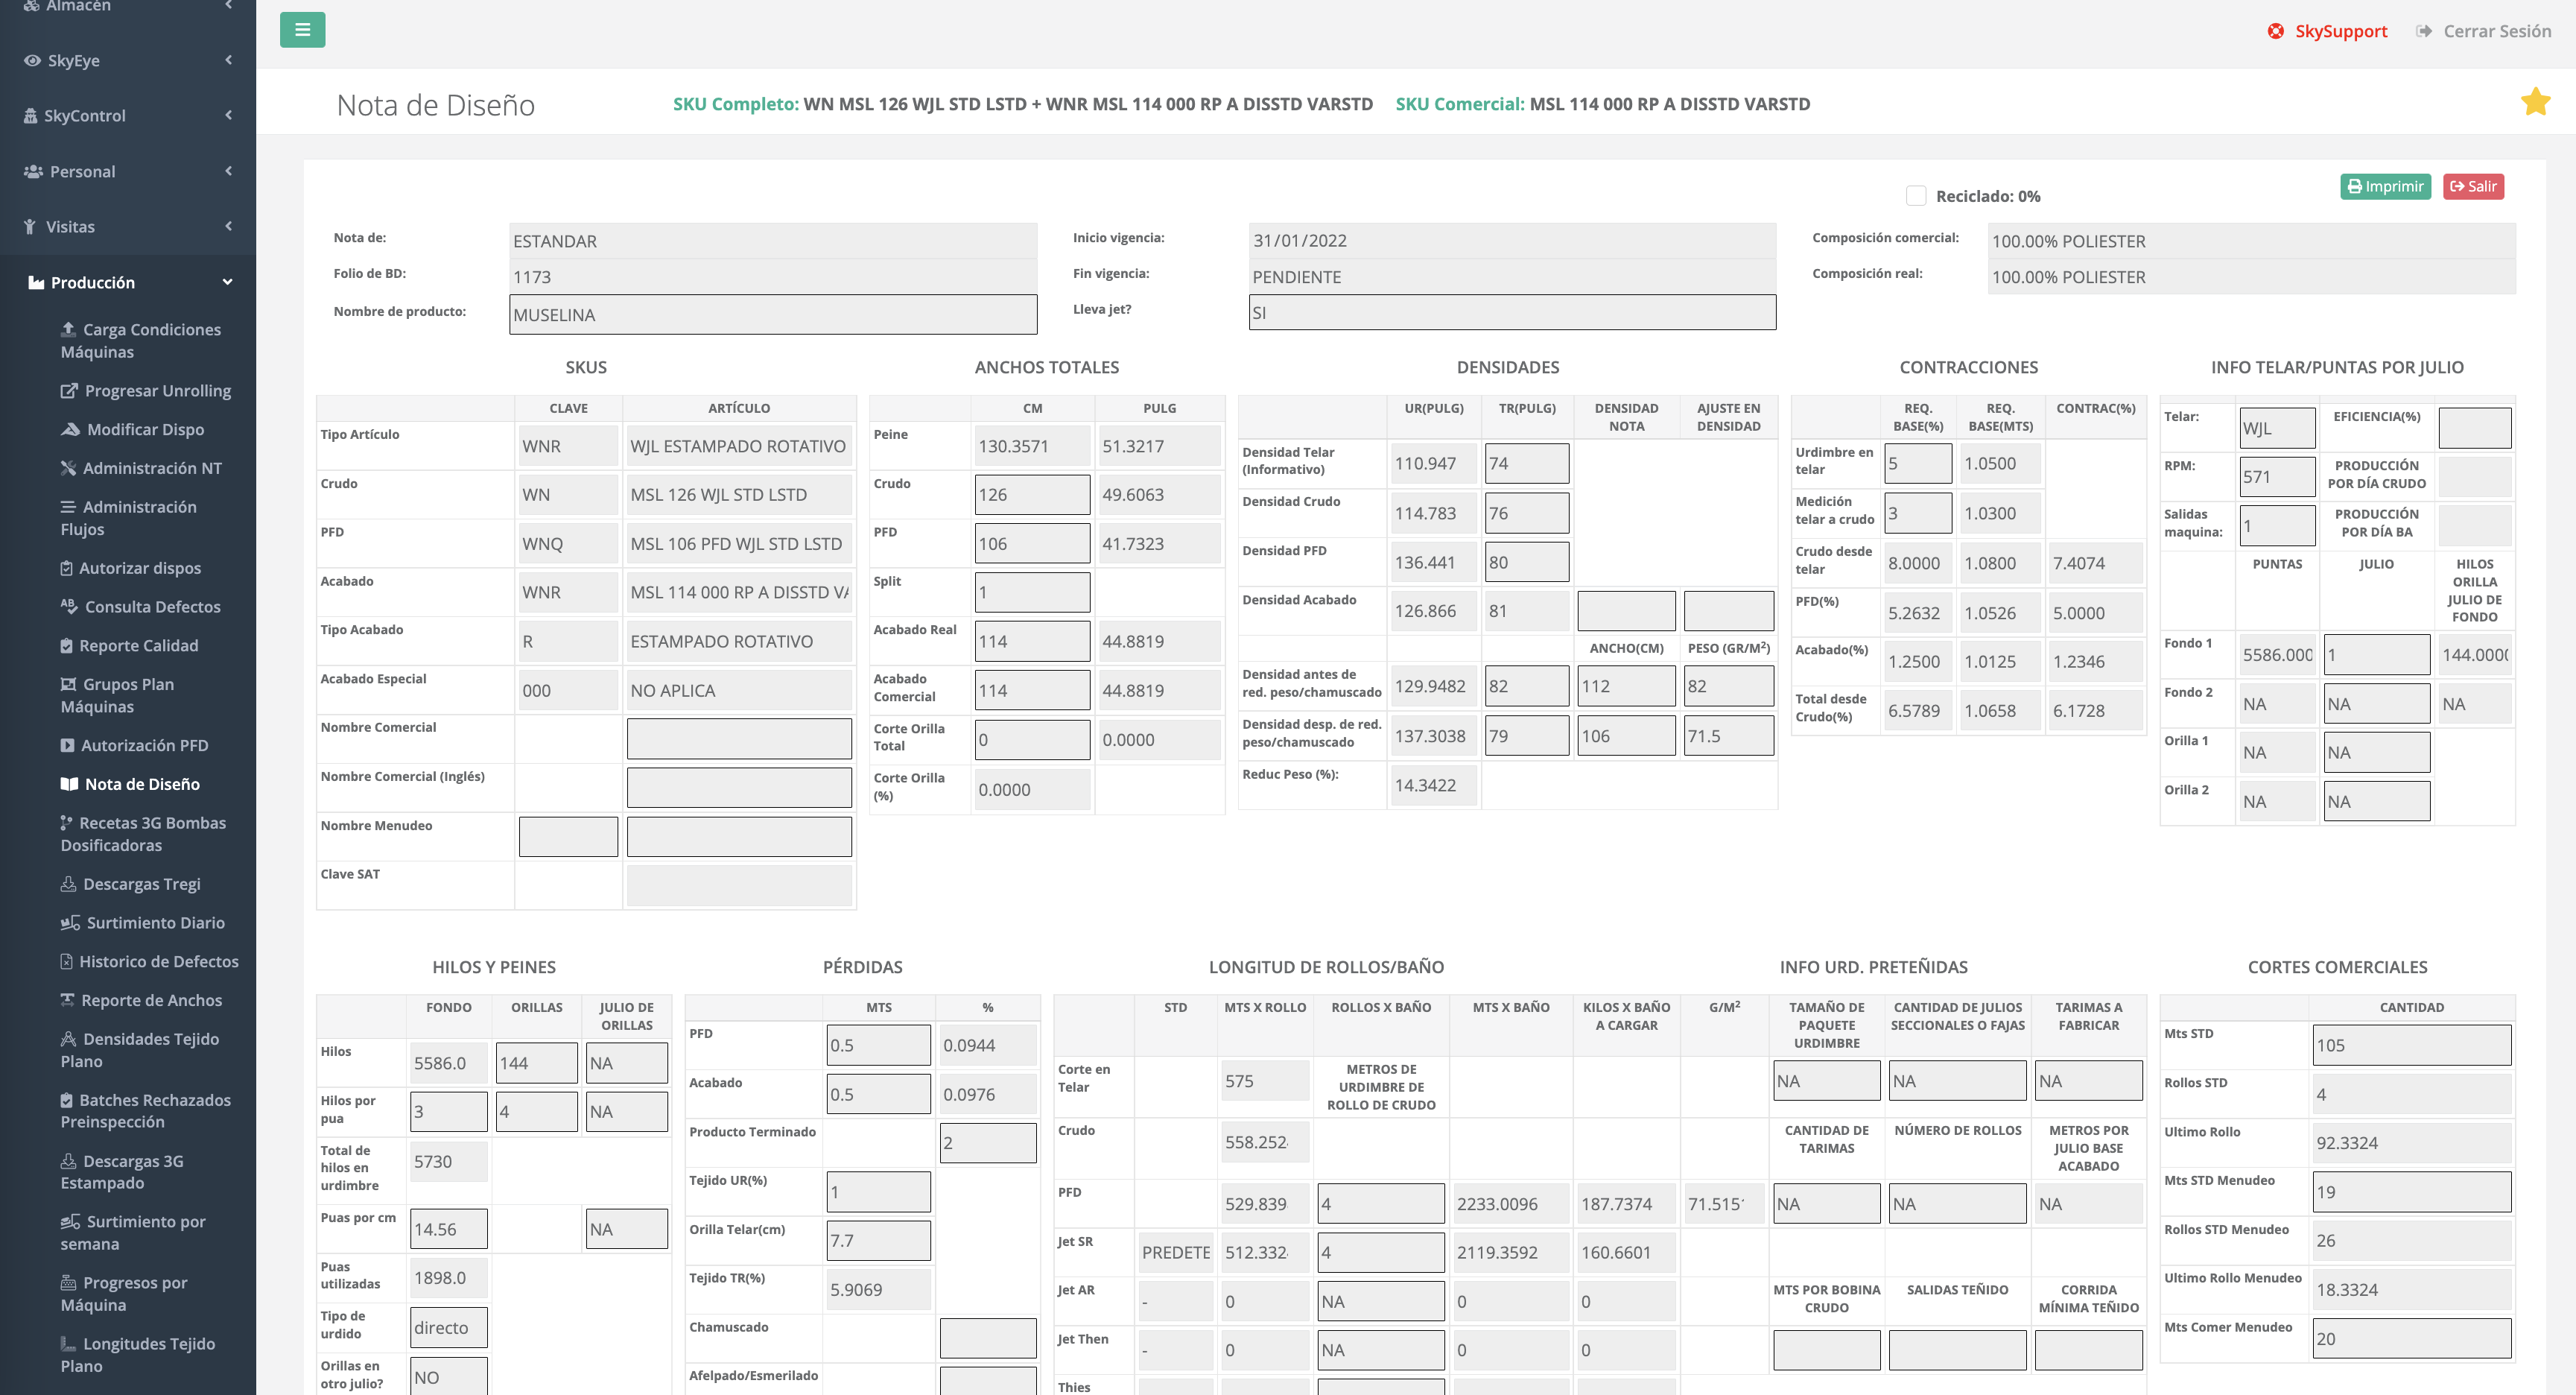 Almacén
SkyEye
SkyControl
Personal
Visitas
Producción
Carga Condiciones
Máquinas
Progresar Unrolling
Modificar Dispo
Administración NT
Administración
Flujos
Autorizar dispos
Consulta Defectos
Reporte Calidad
Grupos Plan
Máquinas
Autorización PFD
Nota de Diseño
Recetas 3G Bombas
Dosificadoras
Descargas Tregi
Surtimiento Diario
Historico de Defectos
Reporte de Anchos
Densidades Tejido
Plano
Batches Rechazados
Preinspección
Descargas 3G
Estampado
Surtimiento por
semana
Progresos por
Máquina
Longitudes Tejido
Plano
SkySupport Cerrar Sesión
Nota de Diseño SKU Completo: WN MSL 126 WJL STD LSTD + WNR MSL 114 000 RP A DISSTD VARSTD SKU Comercial: MSL 114 000 RP A DISSTD VARSTD
Reciclado: 0% Imprimir Salir
Nota de: ESTANDAR Inicio vigencia: 31/01/2022 Composición comercial: 100.00% POLIESTER
Folio de BD: 1173 Fin vigencia: PENDIENTE Composición real: 100.00% POLIESTER
Nombre de producto: MUSELINA Lleva jet? SI
SKUS
CLAVE ARTÍCULO
Tipo Artículo WNR WJL ESTAMPADO ROTATIVO
Crudo WN MSL 126 WJL STD LSTD
PFD WNQ MSL 106 PFD WJL STD LSTD
Acabado WNR MSL 114 000 RP A DISSTD VA
Tipo Acabado R ESTAMPADO ROTATIVO
Acabado Especial 000 NO APLICA
Nombre Comercial
Nombre Comercial (Inglés)
Nombre Menudeo
Clave SAT
ANCHOS TOTALES
CM PULG
Peine 130.3571 51.3217
Crudo 126 49.6063
PFD 106 41.7323
Split 1
Acabado Real 114 44.8819
Acabado
Comercial 114 44.8819
Corte Orilla
Total 0 0.0000
Corte Orilla
(%) 0.0000
DENSIDADES
UR(PULG) TR(PULG) DENSIDAD
NOTA AJUSTE EN
DENSIDAD
Densidad Telar
(Informativo) 110.947 74
Densidad Crudo 114.783 76
Densidad PFD 136.441 80
Densidad Acabado 126.866 81
ANCHO(CM) PESO (GR/M²)
Densidad antes de
red. peso/chamuscado 129.9482 82 112 82
Densidad desp. de red.
peso/chamuscado 137.3038 79 106 71.5
Reduc Peso (%): 14.3422
CONTRACCIONES
REQ.
BASE(%) REQ.
BASE(MTS) CONTRAC(%)
Urdimbre en
telar 5 1.0500
Medición
telar a crudo 3 1.0300
Crudo desde
telar 8.0000 1.0800 7.4074
PFD(%) 5.2632 1.0526 5.0000
Acabado(%) 1.2500 1.0125 1.2346
Total desde
Crudo(%) 6.5789 1.0658 6.1728
INFO TELAR/PUNTAS POR JULIO
Telar: WJL EFICIENCIA(%)
RPM: 571 PRODUCCIÓN
POR DÍA CRUDO
Salidas
maquina: 1 PRODUCCIÓN
POR DÍA BA
PUNTAS JULIO HILOS
ORILLA
JULIO DE
FONDO
Fondo 1 5586.000 1 144.000
Fondo 2 NA NA NA
Orilla 1 NA NA
Orilla 2 NA NA
HILOS Y PEINES
FONDO ORILLAS JULIO DE
ORILLAS
Hilos 5586.0 144 NA
Hilos por
pua 3 4 NA
Total de
hilos en
urdimbre 5730
Puas por cm 14.56 NA
Puas
utilizadas 1898.0
Tipo de
urdido directo
Orillas en
otro julio? NO
PÉRDIDAS
MTS %
PFD 0.5 0.0944
Acabado 0.5 0.0976
Producto Terminado 2
Tejido UR(%) 1
Orilla Telar(cm) 7.7
Tejido TR(%) 5.9069
Chamuscado
Afelpado/Esmerilado
LONGITUD DE ROLLOS/BAÑO
STD MTS X ROLLO ROLLOS X BAÑO MTS X BAÑO KILOS X BAÑO
A CARGAR G/M²
Corte en
Telar 575 METROS DE
URDIMBRE DE
ROLLO DE CRUDO
Crudo 558.252
PFD 529.839 4 2233.0096 187.7374 71.515
Jet SR PREDETE 512.332 4 2119.3592 160.6601
Jet AR - 0 NA 0 0
Jet Then - 0 NA 0 0
Thies
INFO URD. PRETEÑIDAS
TAMAÑO DE
PAQUETE
URDIMBRE CANTIDAD DE JULIOS
SECCIONALES O FAJAS TARIMAS A
FABRICAR
NA NA NA
CANTIDAD DE
TARIMAS NÚMERO DE ROLLOS METROS POR
JULIO BASE
ACABADO
NA NA NA
MTS POR BOBINA
CRUDO SALIDAS TEÑIDO CORRIDA
MÍNIMA TEÑIDO
CORTES COMERCIALES
CANTIDAD
Mts STD 105
Rollos STD 4
Ultimo Rollo 92.3324
Mts STD Menudeo 19
Rollos STD Menudeo 26
Ultimo Rollo Menudeo 18.3324
Mts Comer Menudeo 20